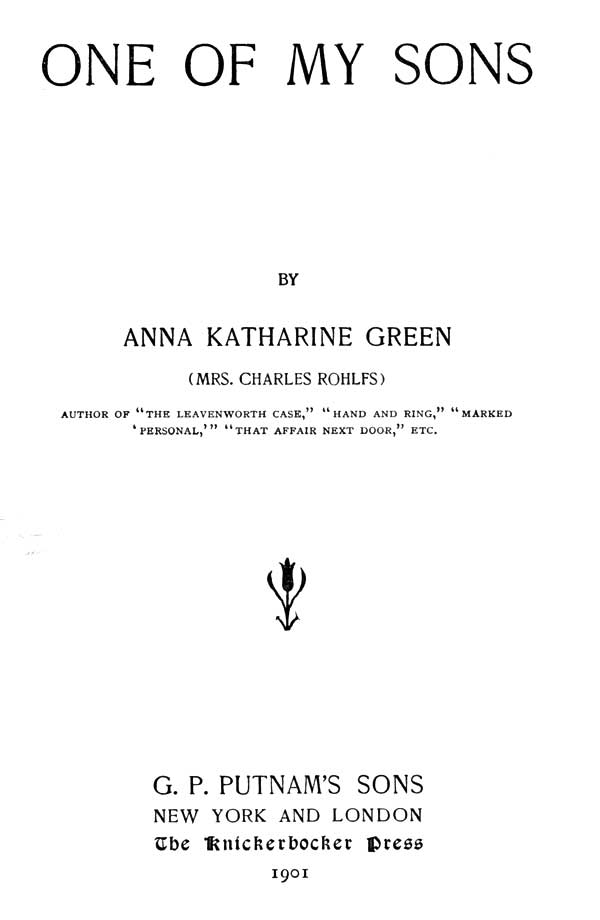 ONE OF MY SONS
BY
ANNA KATHARINE GREEN
(MRS. CHARLES ROHLFS)
AUTHOR OF “THE LEAVENWORTH CASE,” “HAND AND RING,” “MARKED
‘PERSONAL,’” “THAT AFFAIR NEXT DOOR,” ETC.
G. P. PUTNAM’S SONS
NEW YORK AND LONDON
The Knickerbocker Press
1901